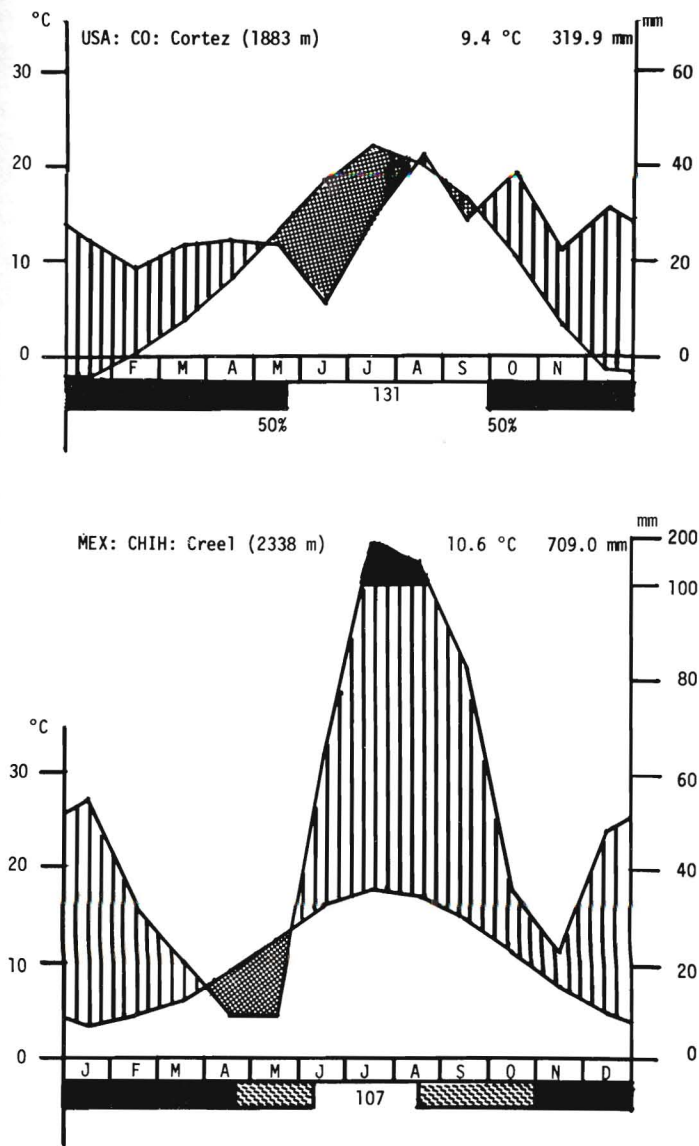 °C mm
USA: CO: Cortez (1883 m) 9.4 °C 319.9 mm
30 60
20 40
10 20
0 0
F M A M J J A S O N
131
50% 50%
mm
MEX: CHIH: Creel (2338 m) 10.6 °C 709.0 mm 200
100
80
°C
30 60
20 40
10 20
0 0
J F M A M J J A S O N D
107